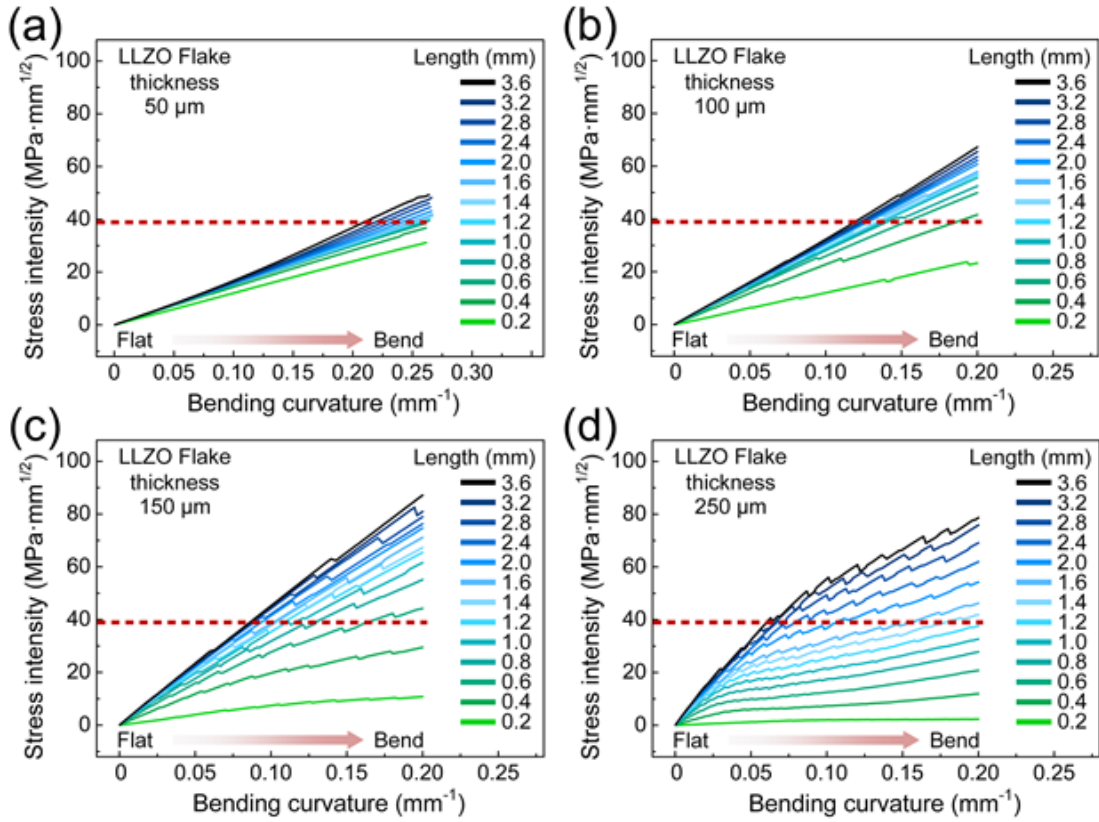 (a)
LLZO Flake
thickness
50 µm
Length (mm)
3.6
3.2
2.8
2.4
2.0
1.6
1.4
1.2
1.0
0.8
0.6
0.4
0.2
100
80
60
40
20
0
Stress intensity (MPa·mm1/2)
Flat
Bend
0 0.05 0.10 0.15 0.20 0.25 0.30
Bending curvature (mm-1)
(b)
LLZO Flake
thickness
100 µm
Length (mm)
3.6
3.2
2.8
2.4
2.0
1.6
1.4
1.2
1.0
0.8
0.6
0.4
0.2
100
80
60
40
20
0
Stress intensity (MPa·mm1/2)
Flat
Bend
0 0.05 0.10 0.15 0.20 0.25
Bending curvature (mm-1)
(c)
LLZO Flake
thickness
150 µm
Length (mm)
3.6
3.2
2.8
2.4
2.0
1.6
1.4
1.2
1.0
0.8
0.6
0.4
0.2
100
80
60
40
20
0
Stress intensity (MPa·mm1/2)
Flat
Bend
0 0.05 0.10 0.15 0.20 0.25
Bending curvature (mm-1)
(d)
LLZO Flake
thickness
250 µm
Length (mm)
3.6
3.2
2.8
2.4
2.0
1.6
1.4
1.2
1.0
0.8
0.6
0.4
0.2
100
80
60
40
20
0
Stress intensity (MPa·mm1/2)
Flat
Bend
0 0.05 0.10 0.15 0.20 0.25
Bending curvature (mm-1)